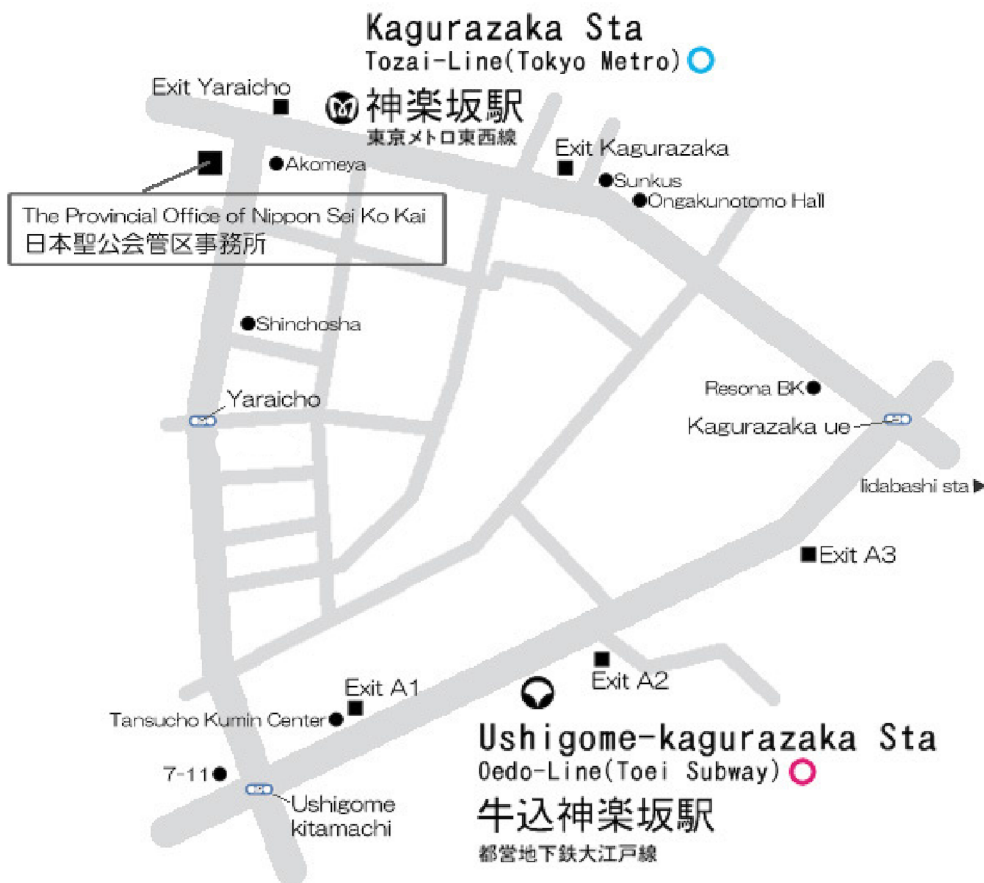 Kagurazaka Sta
Tozai-Line(Tokyo Metro)
神楽坂駅
東京メトロ東西線
Exit Yaraicho
Akomeya
Exit Kagurazaka
Sunkus
Ongakunotomo Hall
The Provincial Office of Nippon Sei Ko Kai
日本聖公会管区事務所
Shinchosha
Yaraicho
Resona BK
Kagurazaka ue
Iidabashi sta
Exit A3
Exit A2
Exit A1
Tansucho Kumin Center
7-11
Ushigome
kitamachi
Ushigome-kagurazaka Sta
Oedo-Line(Toei Subway)
牛込神楽坂駅
都営地下鉄大江戸線